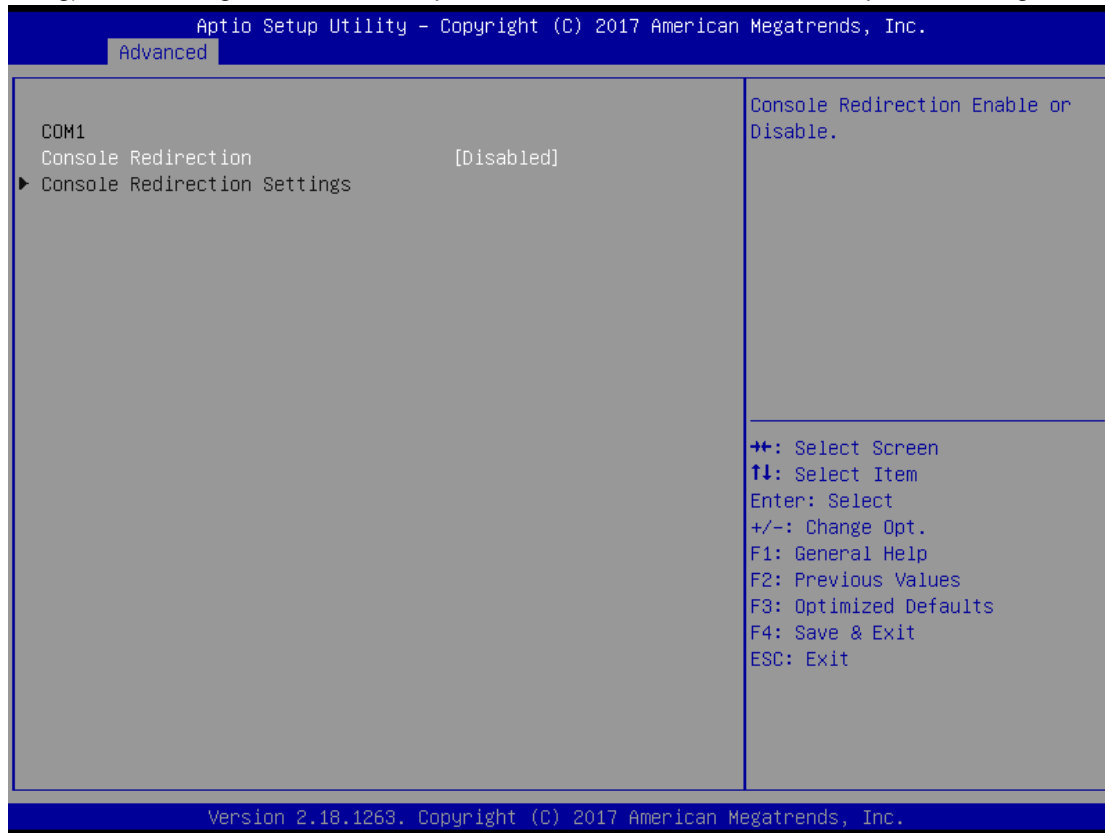 Aptio Setup Utility – Copyright (C) 2017 American Megatrends, Inc.
Advanced
COM1
Console Redirection [Disabled]
▶ Console Redirection Settings
Console Redirection Enable or
Disable.
→←: Select Screen
↑↓: Select Item
Enter: Select
+/-: Change Opt.
F1: General Help
F2: Previous Values
F3: Optimized Defaults
F4: Save & Exit
ESC: Exit
Version 2.18.1263. Copyright (C) 2017 American Megatrends, Inc.